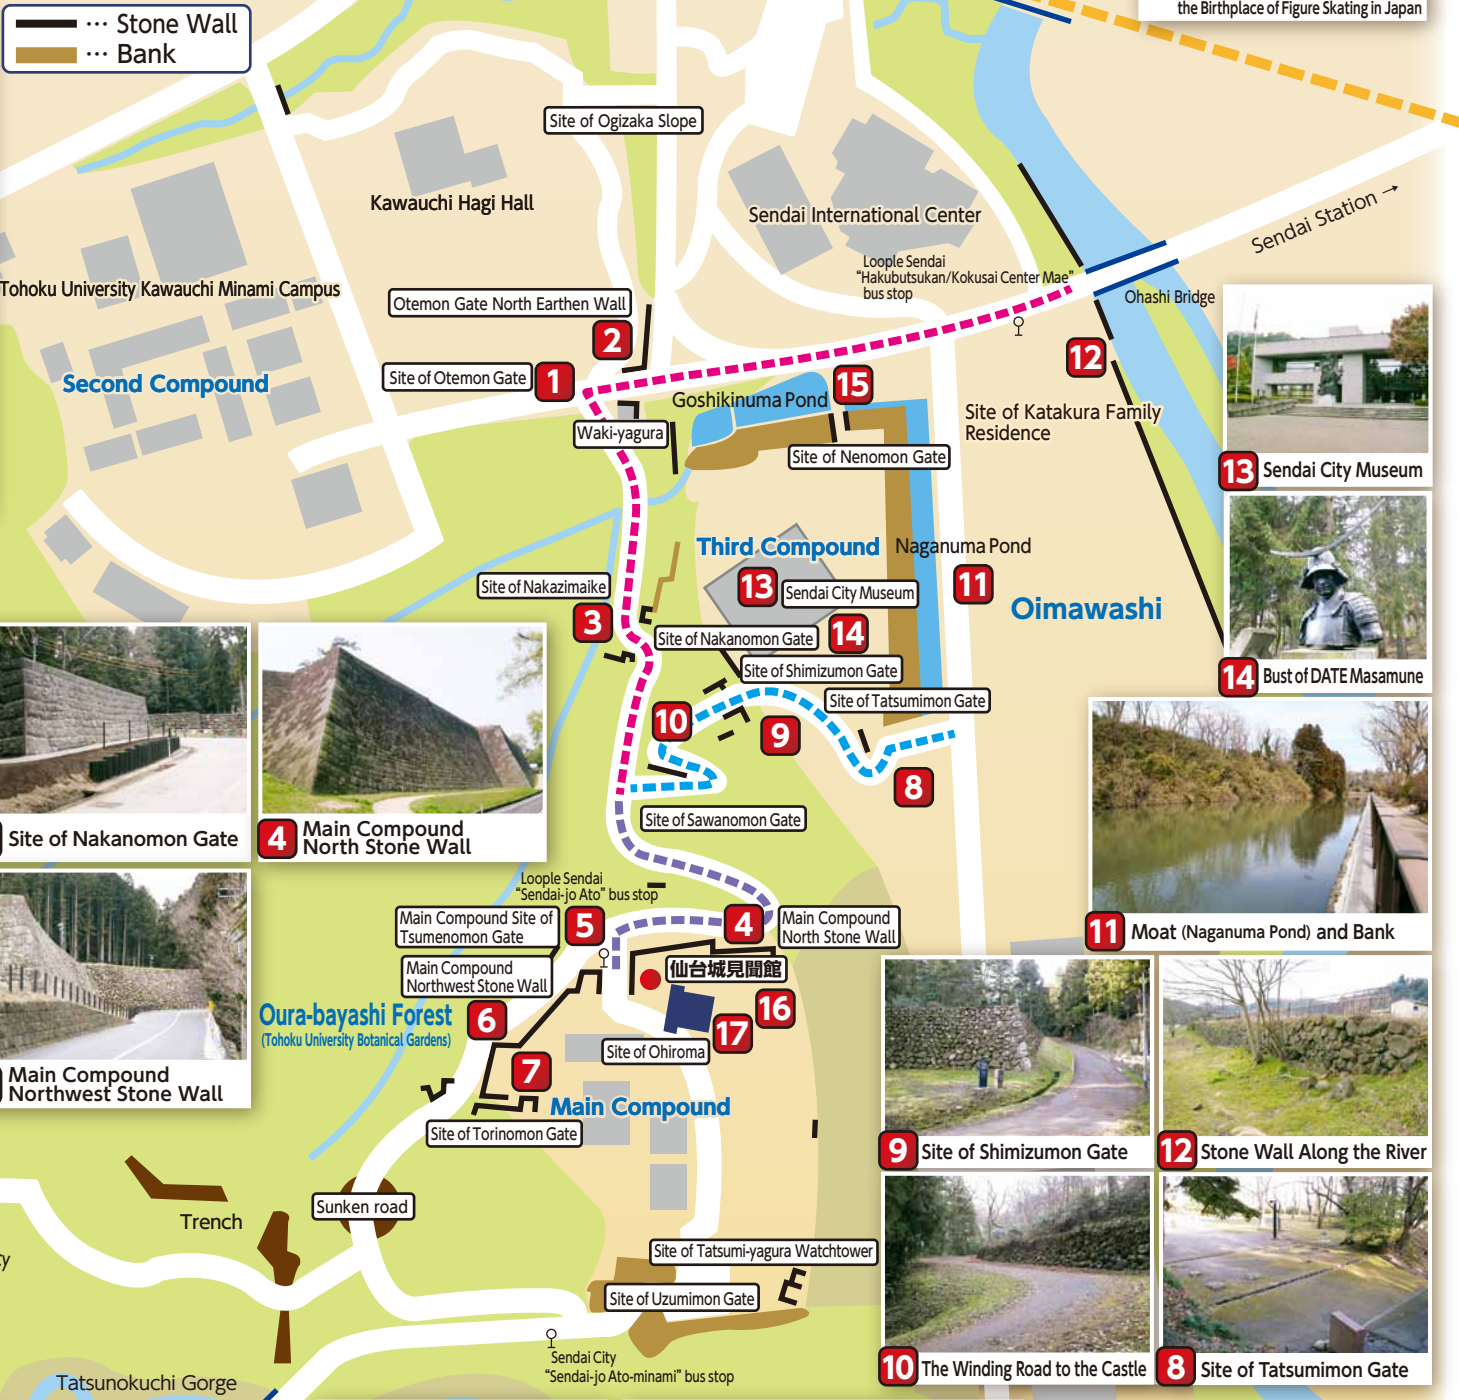 the Birthplace of Figure Skating in Japan
… Stone Wall
… Bank
Site of Ogizaka Slope
Kawauchi Hagi Hall
Sendai International Center
Sendai Station →
Loople Sendai
“Hakubutsukan/Kokusai Center Mae”
bus stop
Tohoku University Kawauchi Minami Campus
Ohashi Bridge
Otemon Gate North Earthen Wall
2
12
Second Compound
Site of Otemon Gate
1
15
Goshikinuma Pond
Site of Katakura Family
Residence
Waki-yagura
Site of Nenomon Gate
13 Sendai City Museum
Third Compound
Naganuma Pond
Site of Nakazimaike
13
Sendai City Museum
11
Oimawashi
3
Site of Nakanomon Gate
14
Site of Shimizumon Gate
14 Bust of DATE Masamune
Site of Tatsumimon Gate
10
9
8
Site of Nakanomon Gate
4 Main Compound
North Stone Wall
Site of Sawanomon Gate
Loople Sendai
“Sendai-jo Ato” bus stop
Main Compound Site of
Tsumenomon Gate
5
4
Main Compound
North Stone Wall
11 Moat (Naganuma Pond) and Bank
Main Compound
Northwest Stone Wall
仙台城見聞館
Oura-bayashi Forest
(Tohoku University Botanical Gardens)
6
16
17
Site of Ohiroma
7
Main Compound
Northwest Stone Wall
Main Compound
Site of Torinomon Gate
9 Site of Shimizumon Gate
12 Stone Wall Along the River
Sunken road
Trench
y
Site of Tatsumi-yagura Watchtower
Site of Uzumimon Gate
Sendai City
“Sendai-jo Ato-minami” bus stop
Tatsunokuchi Gorge
10 The Winding Road to the Castle
8 Site of Tatsumimon Gate